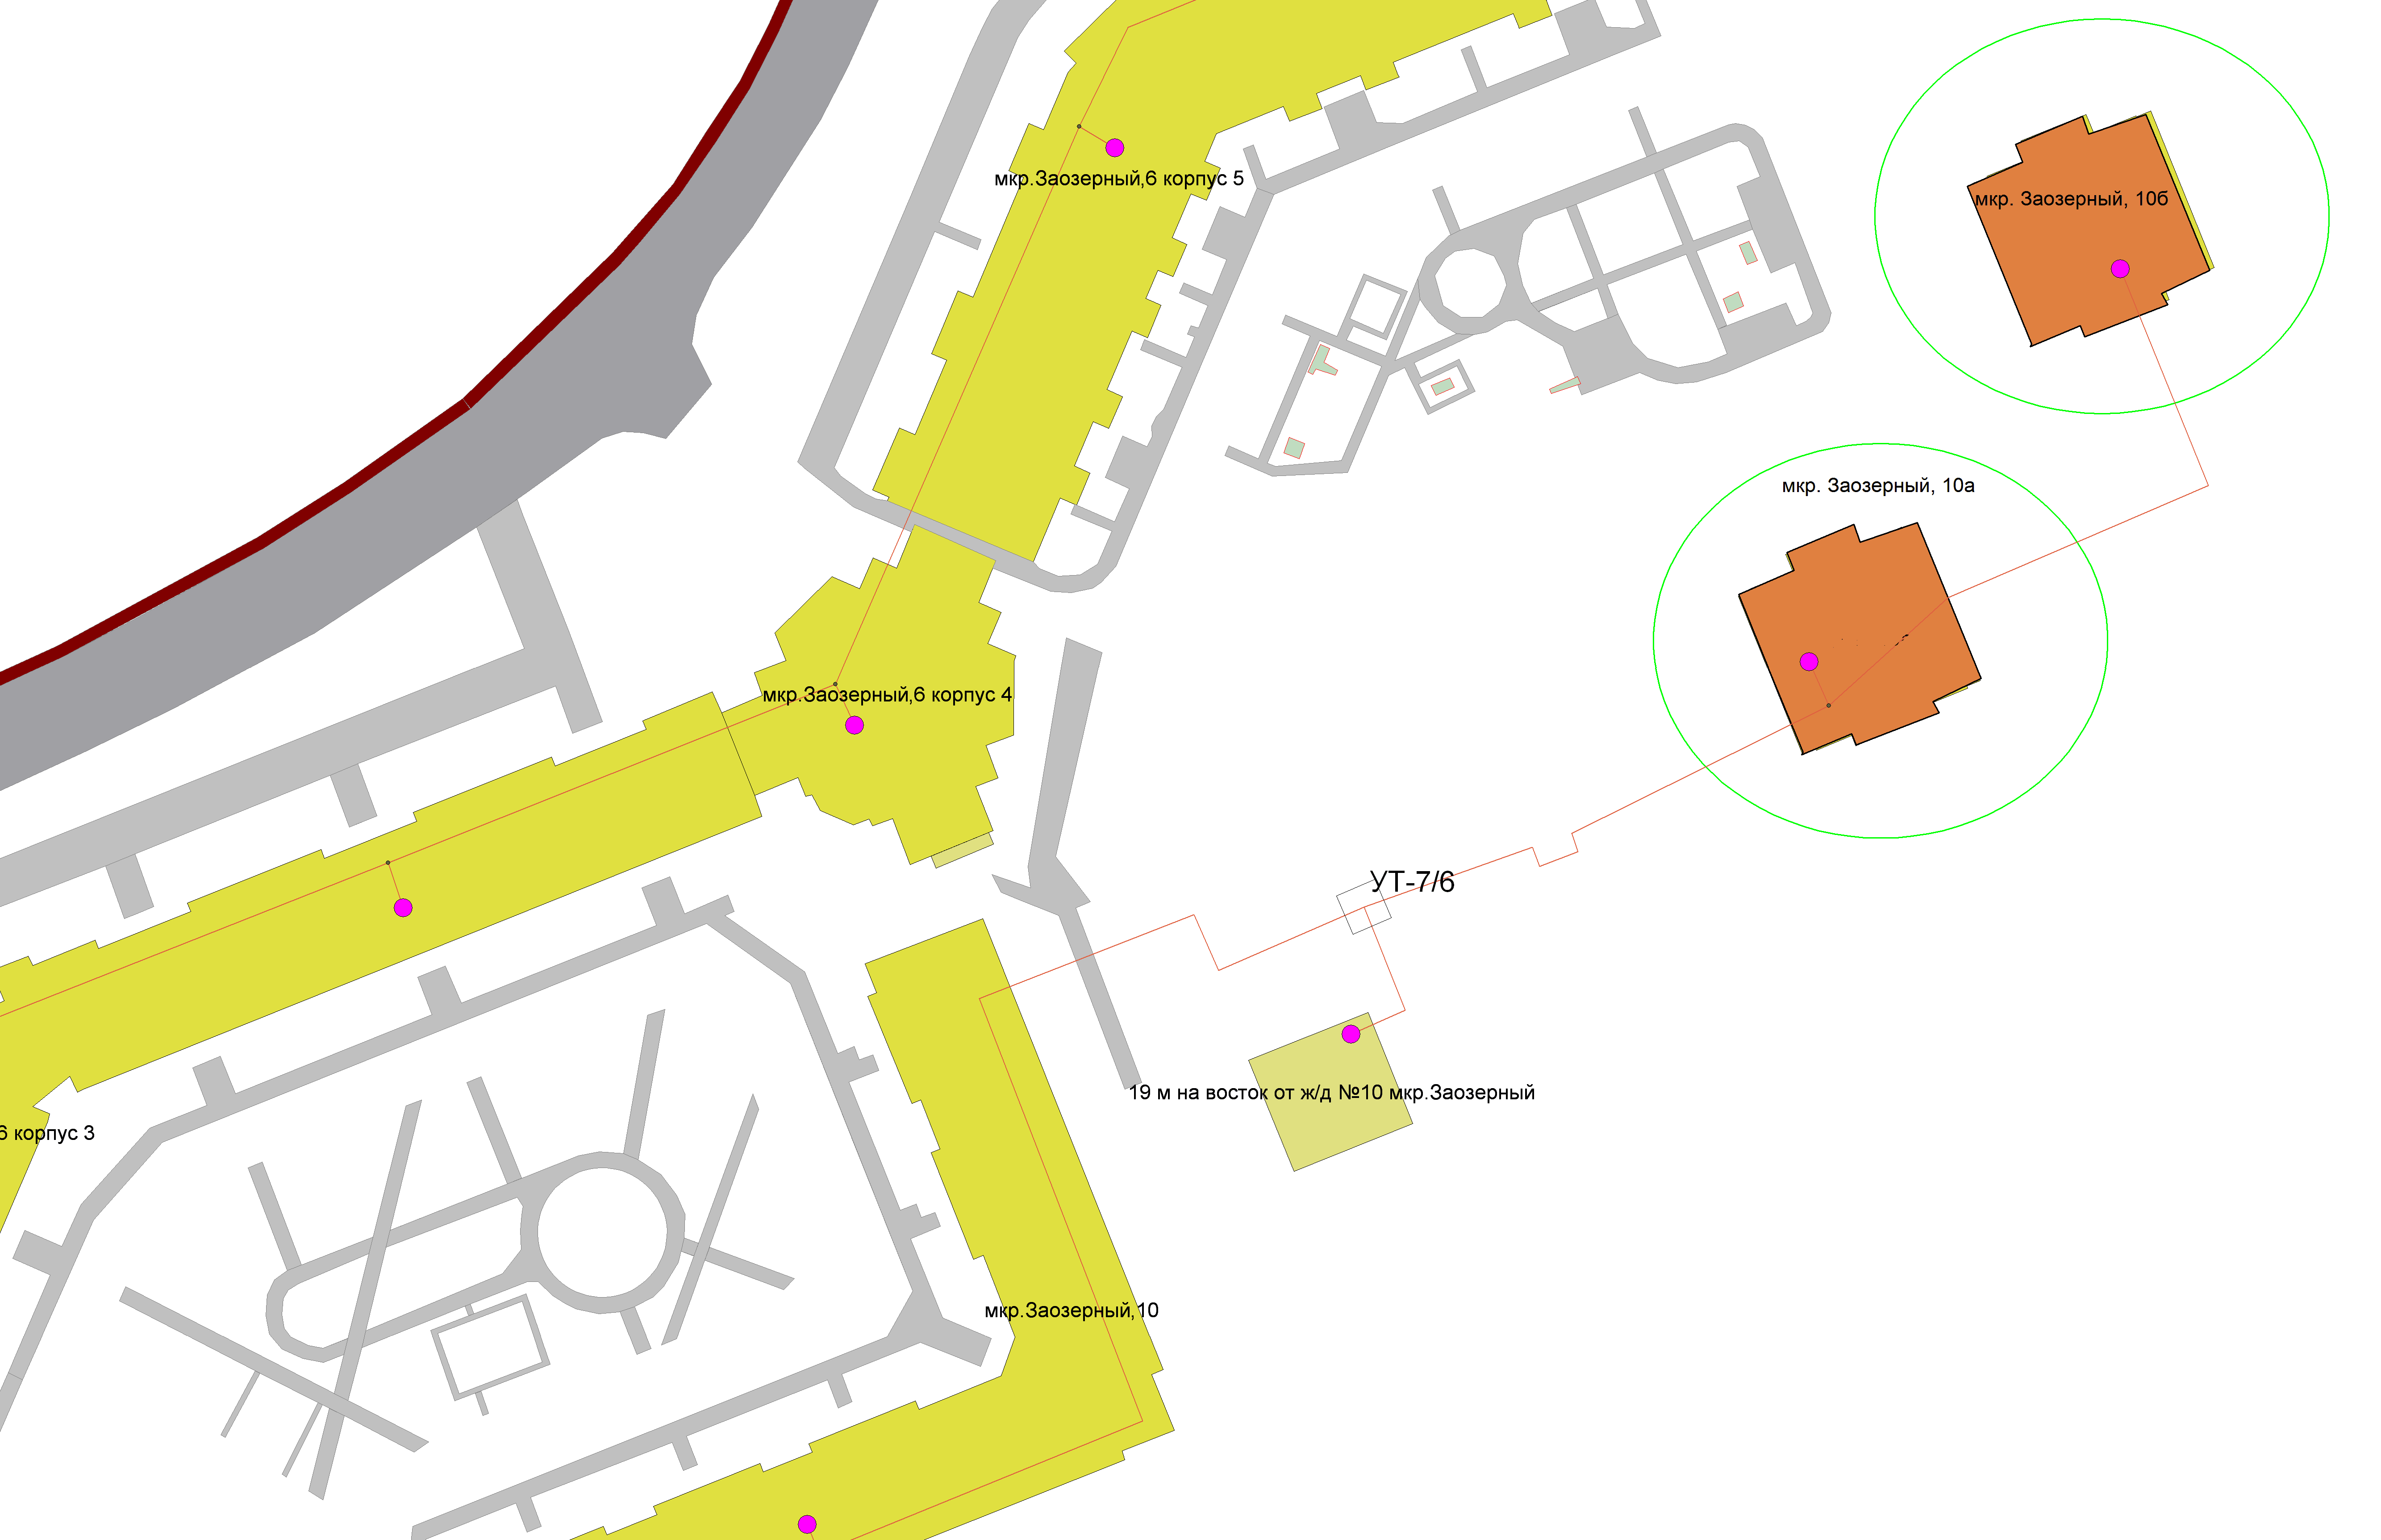 мкр.Заозерный,6 корпус 5
мкр. Заозерный, 10б
мкр. Заозерный, 10а
мкр.Заозерный,6 корпус 4
УТ-7/6
19 м на восток от ж/д №10 мкр.Заозерный
6 корпус 3
мкр.Заозерный,10